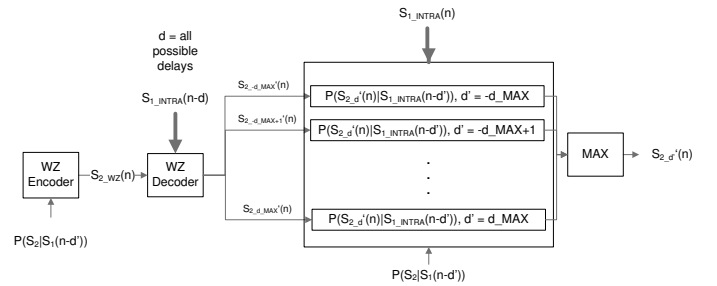 S1_INTRA(n)
d = all
possible
delays
S1_INTRA(n-d)
S2_-d_MAX'(n)
P(S2_d'(n)|S1_INTRA(n-d')), d' = -d_MAX
S2_-d_MAX+1'(n)
P(S2_d'(n)|S1_INTRA(n-d')), d' = -d_MAX+1
WZ
Encoder
S2_WZ(n)
WZ
Decoder
.
.
.
MAX
S2_d'(n)
S2_d_MAX'(n)
P(S2_d'(n)|S1_INTRA(n-d')), d' = d_MAX
P(S2|S1(n-d'))
P(S2|S1(n-d'))